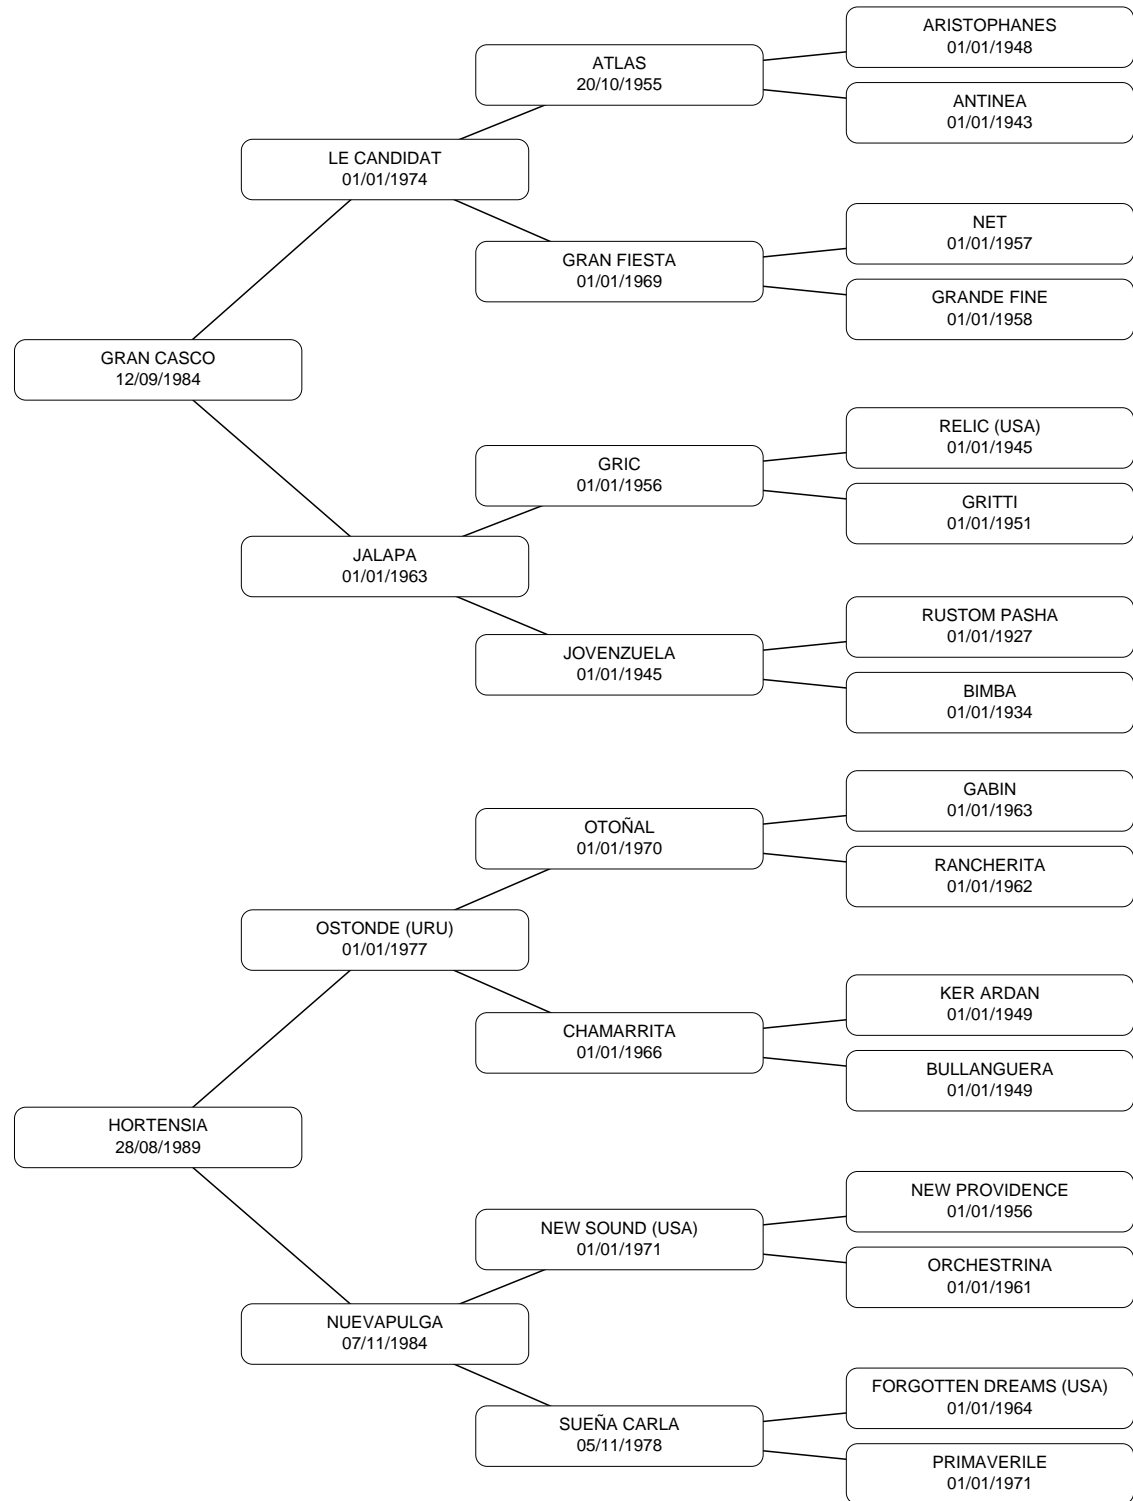 ARISTOPHANES
01/01/1948
ATLAS
20/10/1955
ANTINEA
01/01/1943
LE CANDIDAT
01/01/1974
NET
01/01/1957
GRAN FIESTA
01/01/1969
GRANDE FINE
01/01/1958
GRAN CASCO
12/09/1984
RELIC (USA)
01/01/1945
GRIC
01/01/1956
GRITTI
01/01/1951
JALAPA
01/01/1963
RUSTOM PASHA
01/01/1927
JOVENZUELA
01/01/1945
BIMBA
01/01/1934
GABIN
01/01/1963
OTOÑAL
01/01/1970
RANCHERITA
01/01/1962
OSTONDE (URU)
01/01/1977
KER ARDAN
01/01/1949
CHAMARRITA
01/01/1966
BULLANGUERA
01/01/1949
HORTENSIA
28/08/1989
NEW PROVIDENCE
01/01/1956
NEW SOUND (USA)
01/01/1971
ORCHESTRINA
01/01/1961
NUEVAPULGA
07/11/1984
FORGOTTEN DREAMS (USA)
01/01/1964
SUEÑA CARLA
05/11/1978
PRIMAVERILE
01/01/1971